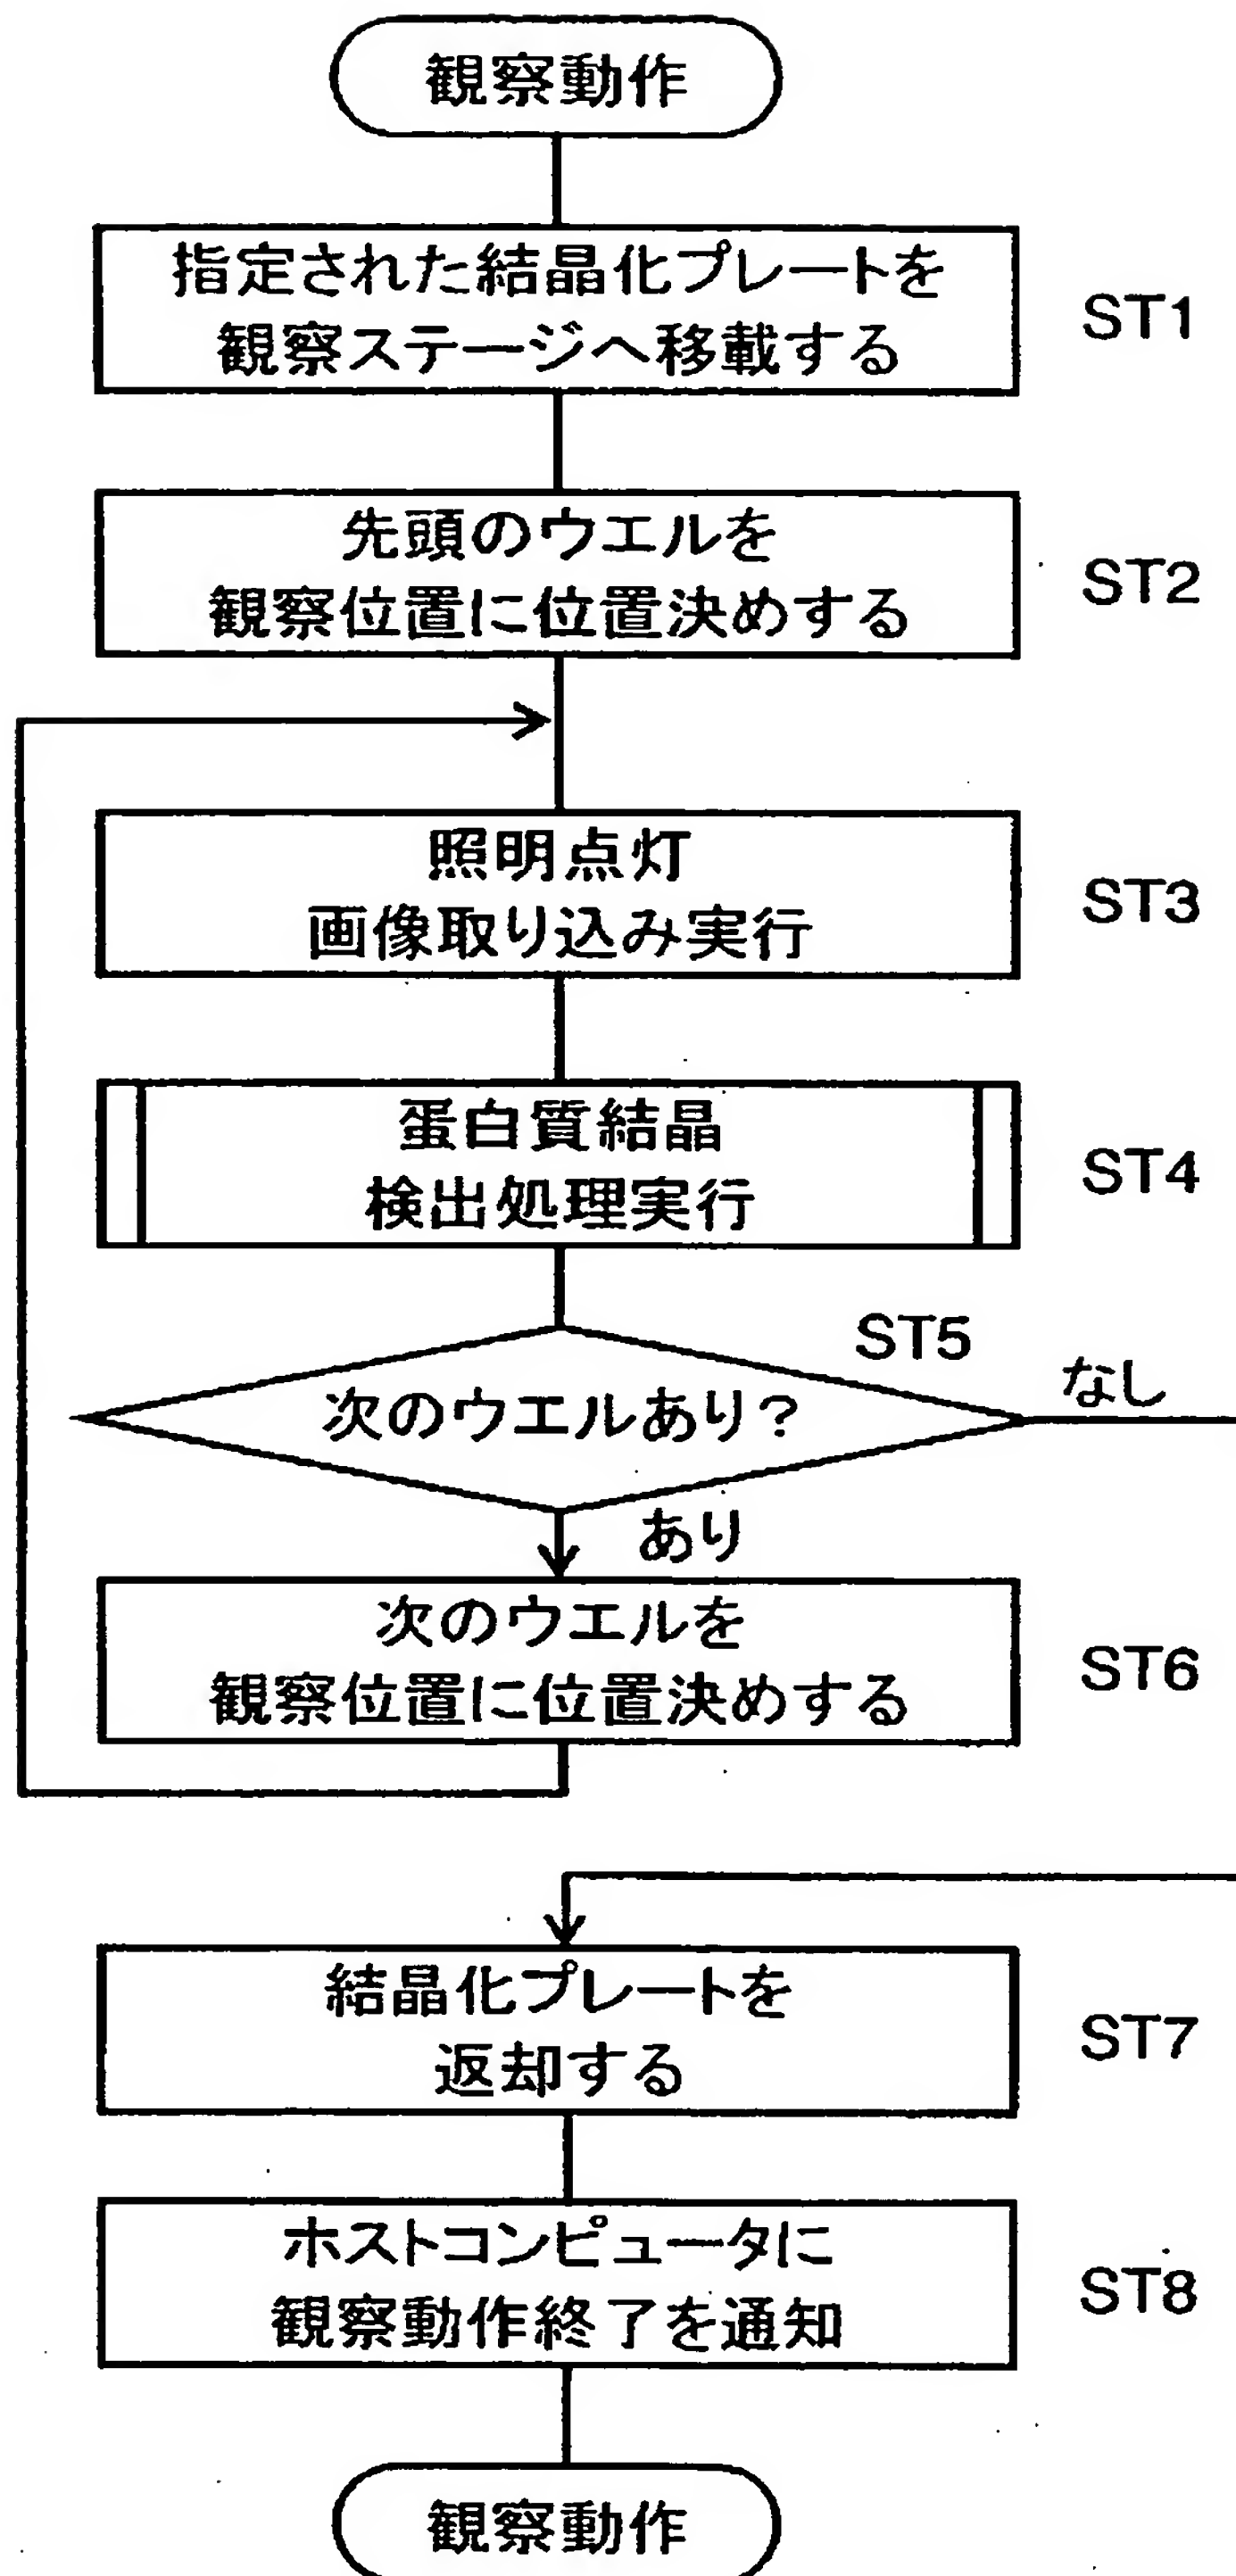 観察動作
指定された結晶化プレートを
観察ステージへ移載する
ST1
先頭のウエルを
観察位置に位置決めする
ST2
照明点灯
画像取り込み実行
ST3
蛋白質結晶
検出処理実行
ST4
ST5
次のウエルあり?
なし
あり
次のウエルを
観察位置に位置決めする
ST6
結晶化プレートを
返却する
ST7
ホストコンピュータに
観察動作終了を通知
ST8
観察動作